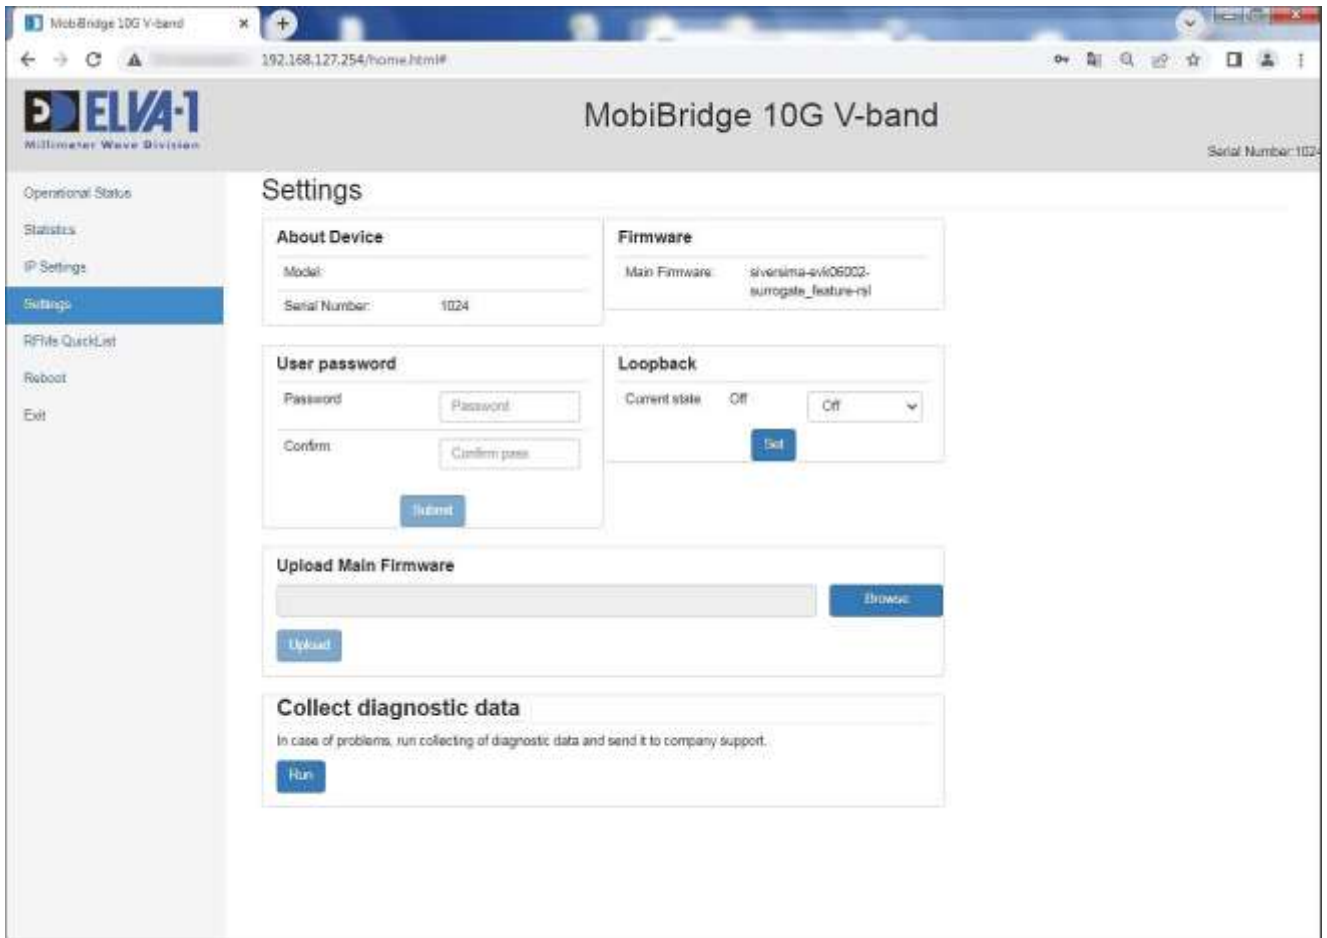 MobiBridge 10G V-band
192.168.127.254/home.html#
ELVA-1
Millimeter Wave Division
MobiBridge 10G V-band
Serial Number:1024
Operational Status
Statistics
IP Settings
Settings
RFMs QuickList
Reboot
Exit
Settings
About Device
Model:
Serial Number: 1024
Firmware
Main Firmware: siversima-evk06002-
surrogate_feature-rsl
User password
Password Password
Confirm Confirm pass
Submit
Loopback
Current state Off Off
Set
Upload Main Firmware
Browse
Upload
Collect diagnostic data
In case of problems, run collecting of diagnostic data and send it to company support.
Run